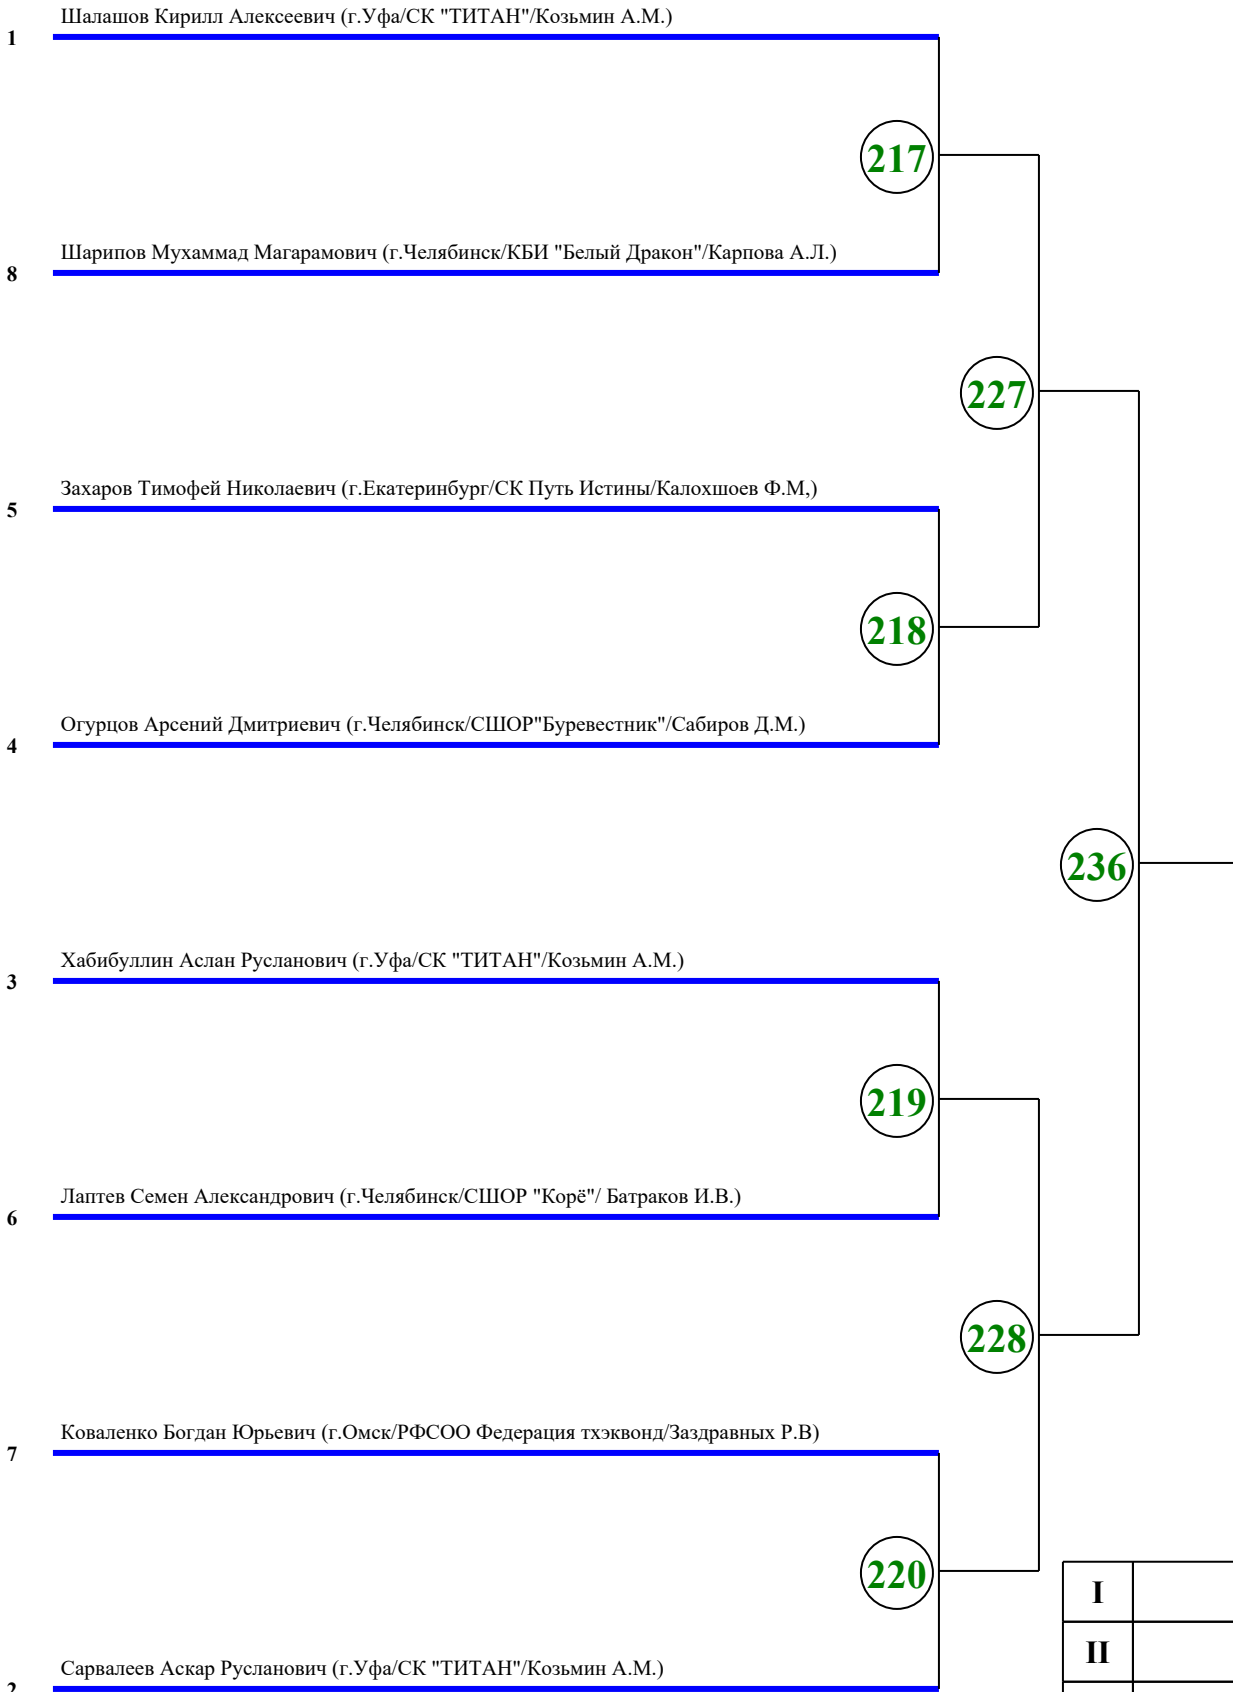 Шалашов Кирилл Алексеевич (г.Уфа/СК "ТИТАН"/Козьмин А.М.)
1
217
Шарипов Мухаммад Магарамович (г.Челябинск/КБИ "Белый Дракон"/Карпова А.Л.)
8
227
Захаров Тимофей Николаевич (г.Екатеринбург/СК Путь Истины/Калохшоев Ф.М,)
5
218
Огурцов Арсений Дмитриевич (г.Челябинск/СШОР"Буревестник"/Сабиров Д.М.)
4
236
Хабибуллин Аслан Русланович (г.Уфа/СК "ТИТАН"/Козьмин А.М.)
3
219
Лаптев Семен Александрович (г.Челябинск/СШОР "Корё"/ Батраков И.В.)
6
228
Коваленко Богдан Юрьевич (г.Омск/РФСОО Федерация тхэквонд/Заздравных Р.В)
7
220
I
II
Сарвалеев Аскар Русланович (г.Уфа/СК "ТИТАН"/Козьмин А.М.)
2